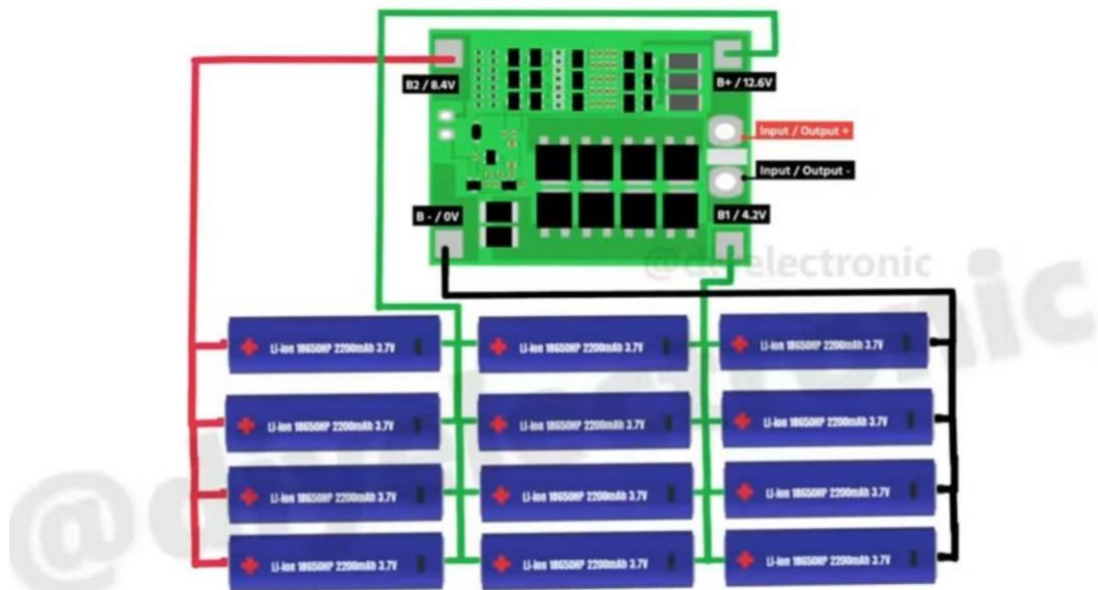 B2 / 8.4V
B+ / 12.6V
Input / Output +
Input / Output -
B - / 0V
B1 / 4.2V
@diyelectronic
Li-ion 18650HP 2200mAh 3.7V
Li-ion 18650HP 2200mAh 3.7V
Li-ion 18650HP 2200mAh 3.7V
Li-ion 18650HP 2200mAh 3.7V
Li-ion 18650HP 2200mAh 3.7V
Li-ion 18650HP 2200mAh 3.7V
Li-ion 18650HP 2200mAh 3.7V
Li-ion 18650HP 2200mAh 3.7V
Li-ion 18650HP 2200mAh 3.7V
Li-ion 18650HP 2200mAh 3.7V
Li-ion 18650HP 2200mAh 3.7V
Li-ion 18650HP 2200mAh 3.7V
@diyelectronic